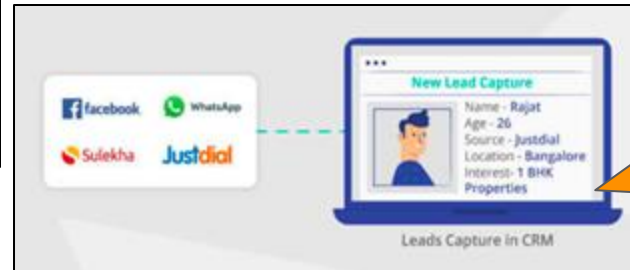 facebook
WhatsApp
Sulekha
Justdial
New Lead Capture
Name - Rajat
Age - 26
Source - Justdial
Location - Bangalore
Interest- 1 BHK
Properties
Leads Capture in CRM